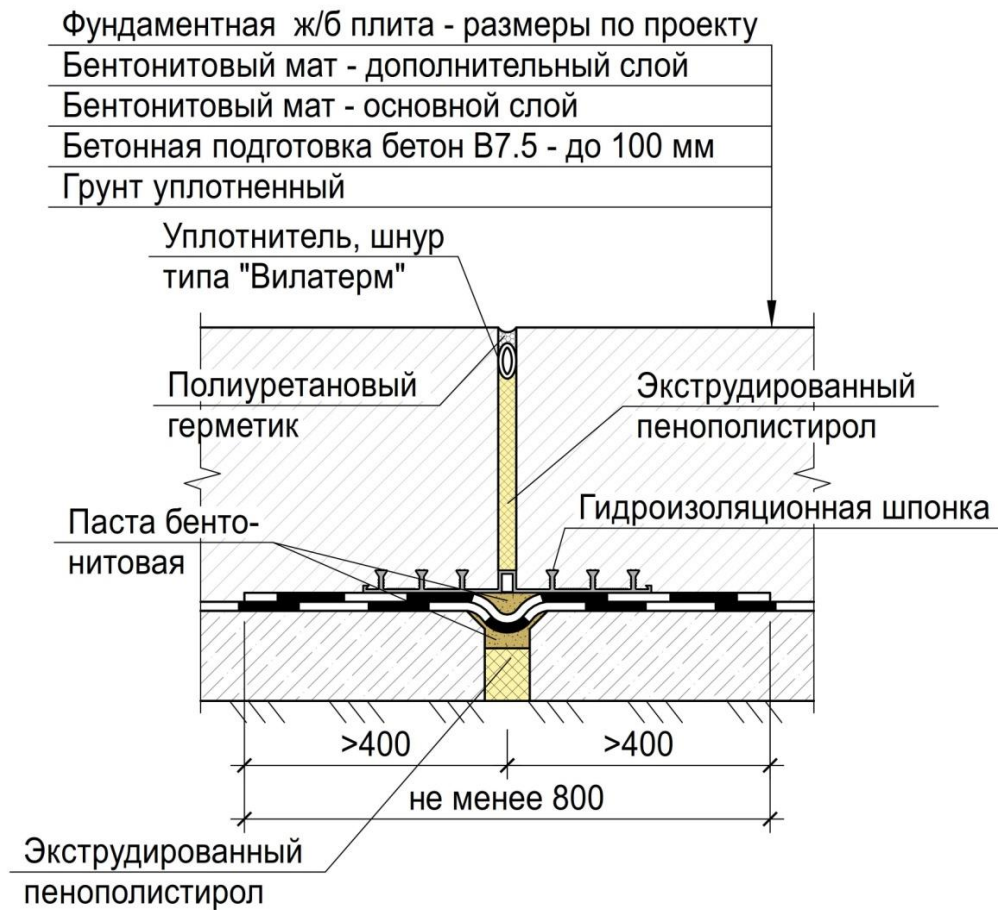 Фундаментная ж/б плита - размеры по проекту
Бентонитовый мат - дополнительный слой
Бентонитовый мат - основной слой
Бетонная подготовка бетон В7.5 - до 100 мм
Грунт уплотненный
Уплотнитель, шнур
типа "Вилатерм"
Полиуретановый
герметик
Экструдированный
пенополистирол
Гидроизоляционная шпонка
Паста бенто-
нитовая
>400
>400
не менее 800
Экструдированный
пенополистирол